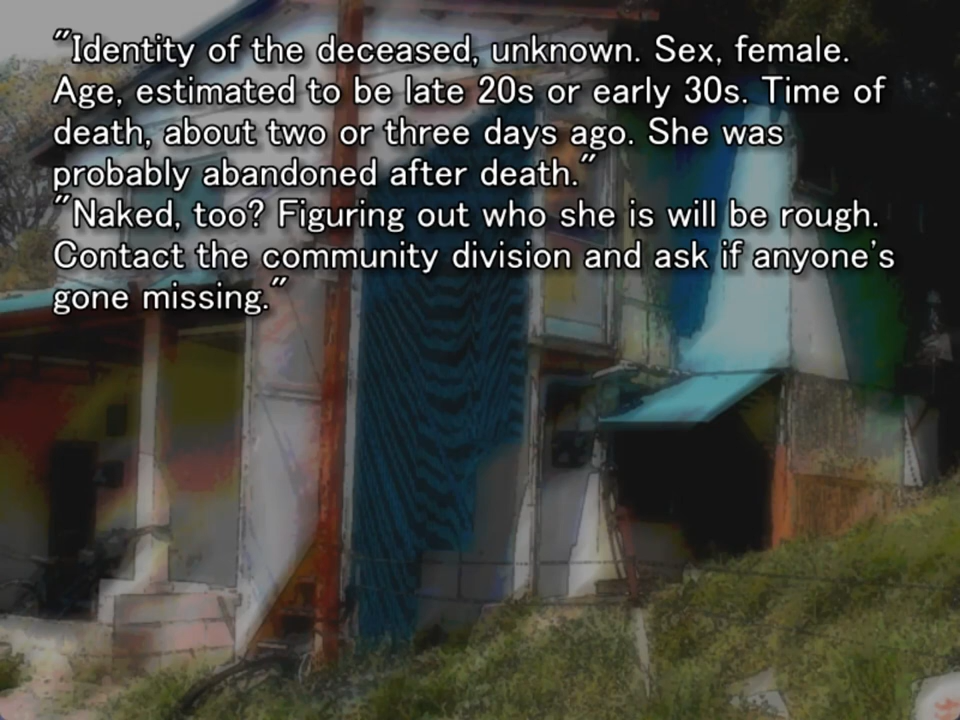 "Identity of the deceased, unknown. Sex, female.
Age, estimated to be late 20s or early 30s. Time of
death, about two or three days ago. She was
probably abandoned after death."
"Naked, too? Figuring out who she is will be rough.
Contact the community division and ask if anyone's
gone missing."